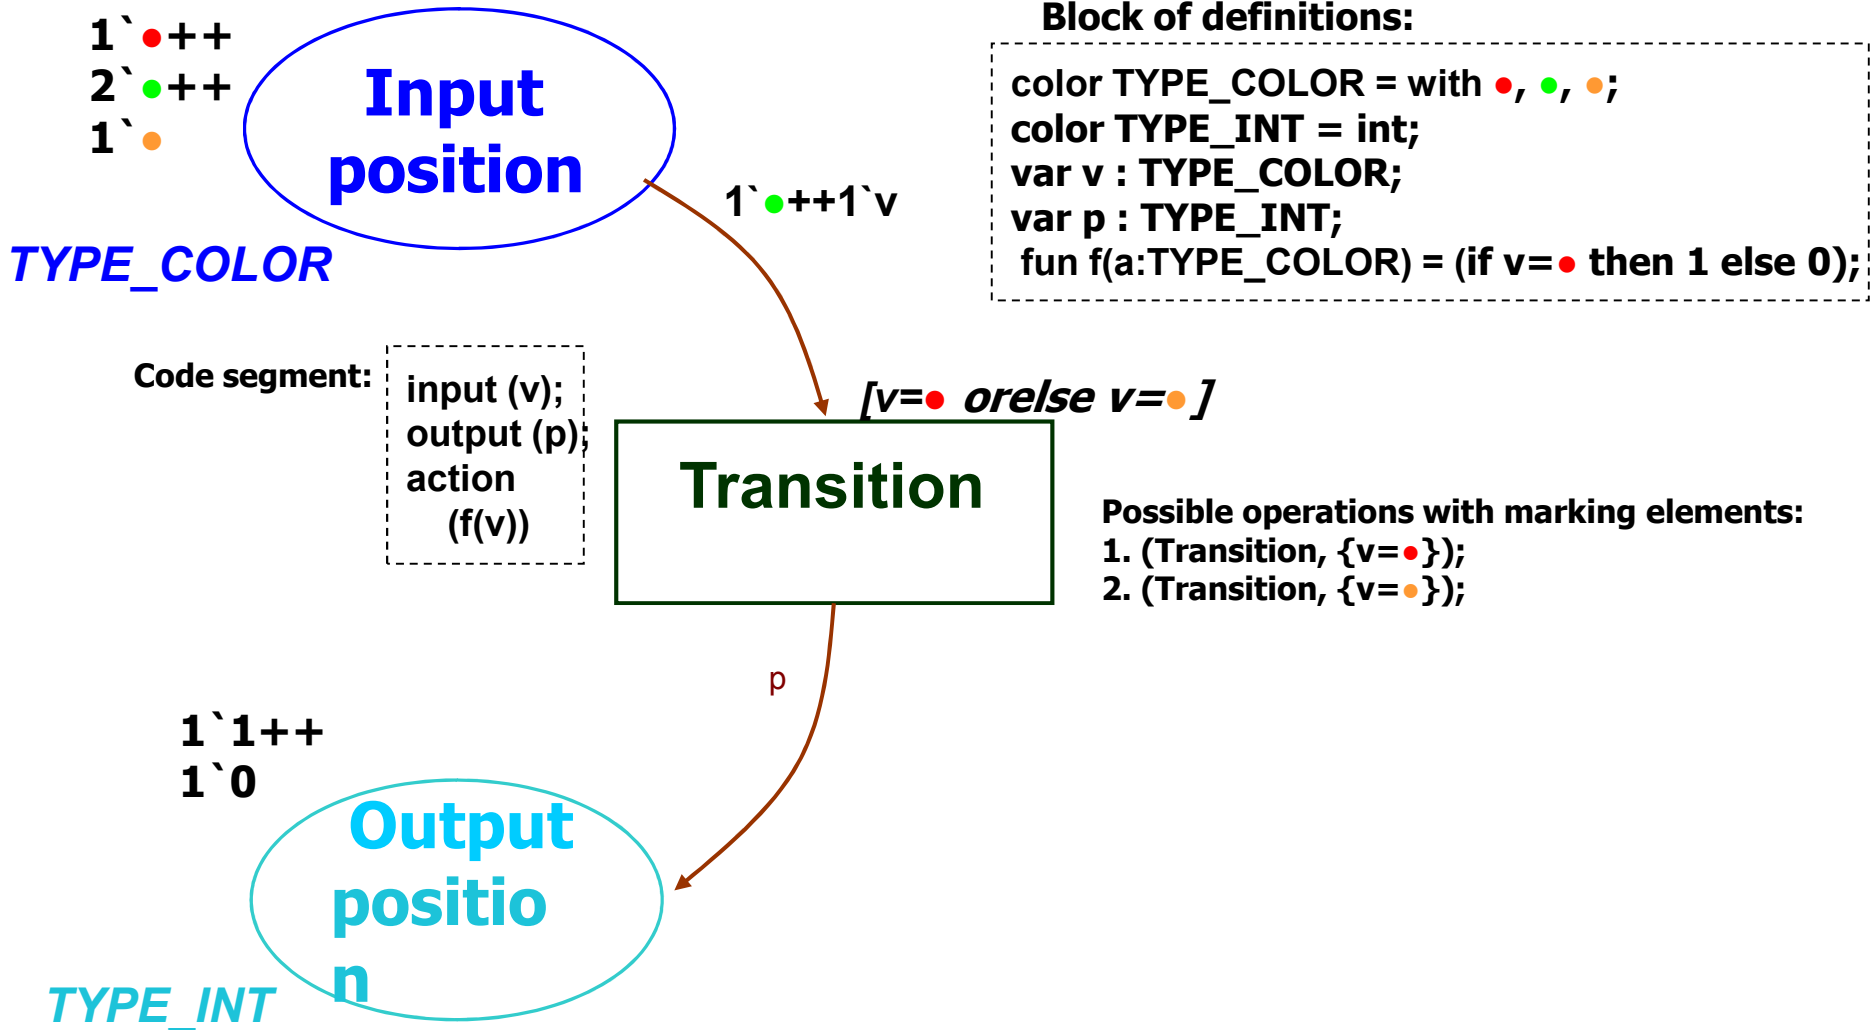 1`●++
2`●++
1`●
Input
position
TYPE_COLOR
1`●++1`v
Block of definitions:
color TYPE_COLOR = with ●, ●, ●;
color TYPE_INT = int;
var v : TYPE_COLOR;
var p : TYPE_INT;
fun f(a:TYPE_COLOR) = (if v=● then 1 else 0);
Code segment:
input (v);
output (p);
action
(f(v))
[v=● orelse v=●]
Transition
Possible operations with marking elements:
1. (Transition, {v=●});
2. (Transition, {v=●});
p
1`1++
1`0
Output
positio
n
TYPE_INT